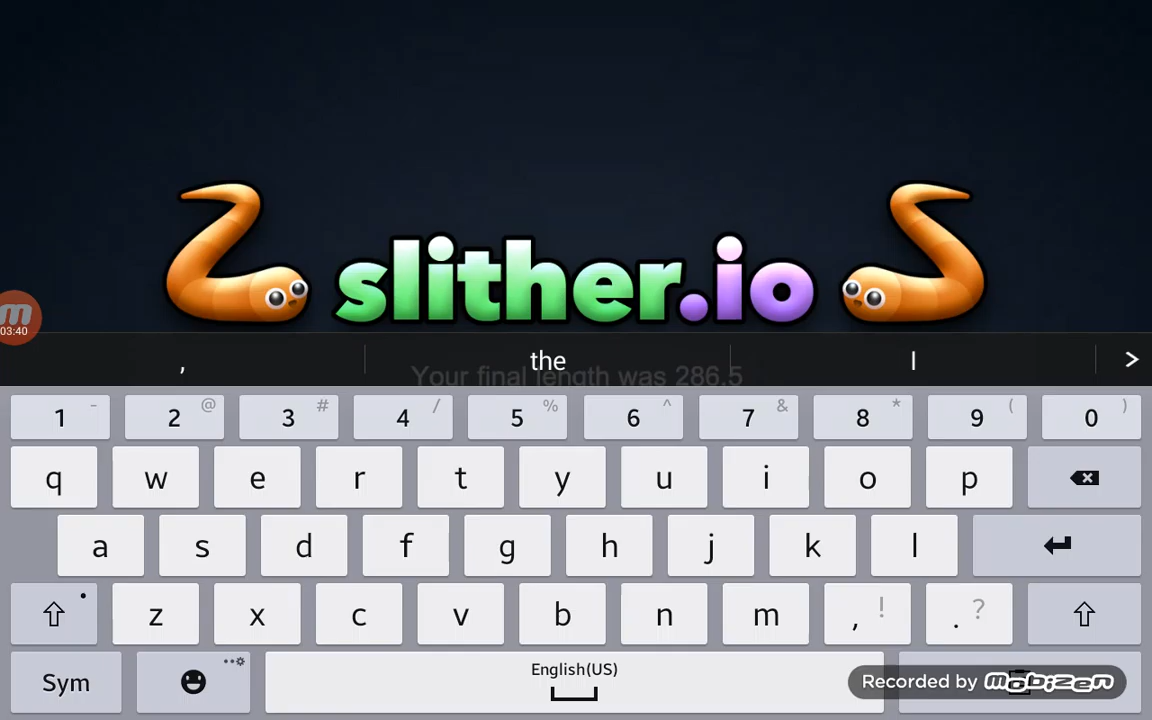 slither.io
m
03:40
, the I >
Your final length was 286.5
1 - 2 @ 3 # 4 / 5 % 6 ^ 7 & 8 * 9 ( 0 )
q w e r t y u i o p
a s d f g h j k l
z x c v b n m , ! . ?
Sym English(US) Recorded by mobizen